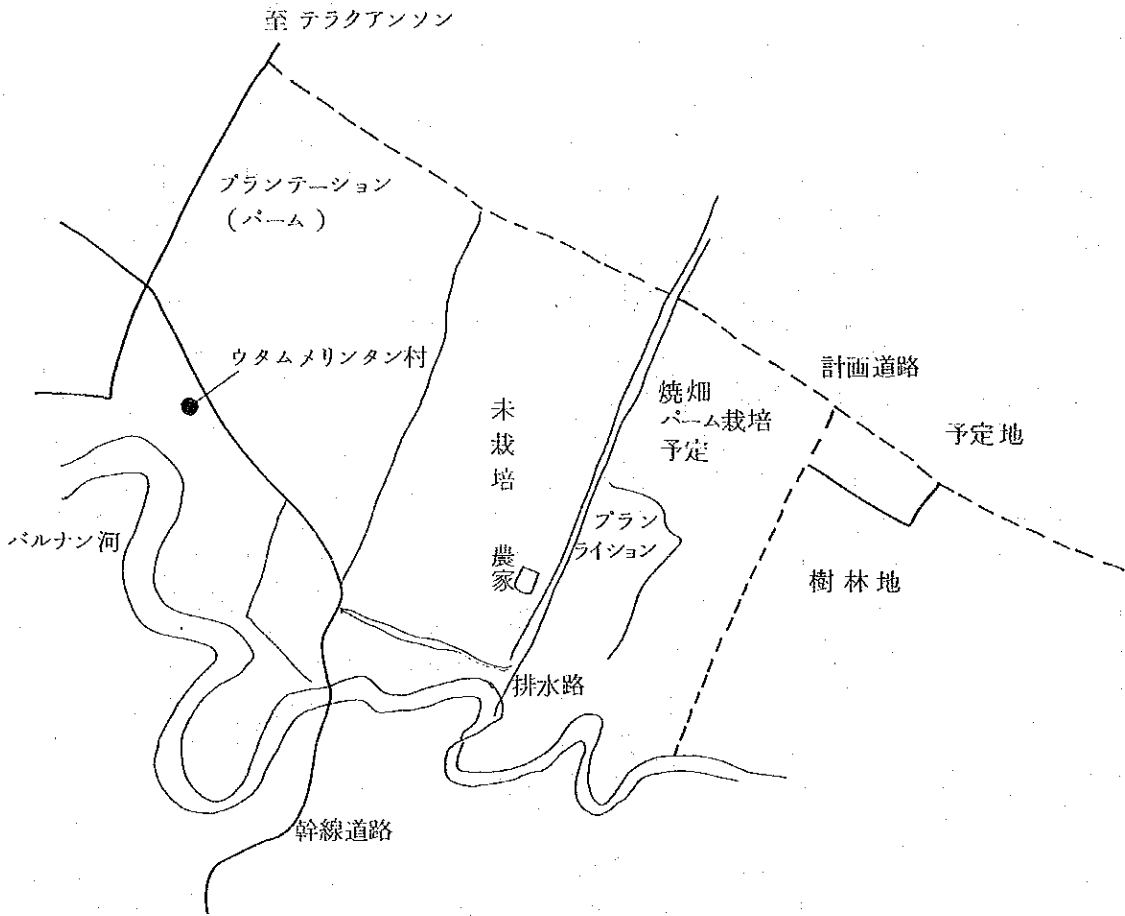 至 テラクアンソン
プランテーション
（パーム）
ウタムメリンタン村
計画道路
焼畑
パーム栽培
予定
予定地
未栽培
プラン
ライション
バルナン河
農家
樹林地
排水路
幹線道路